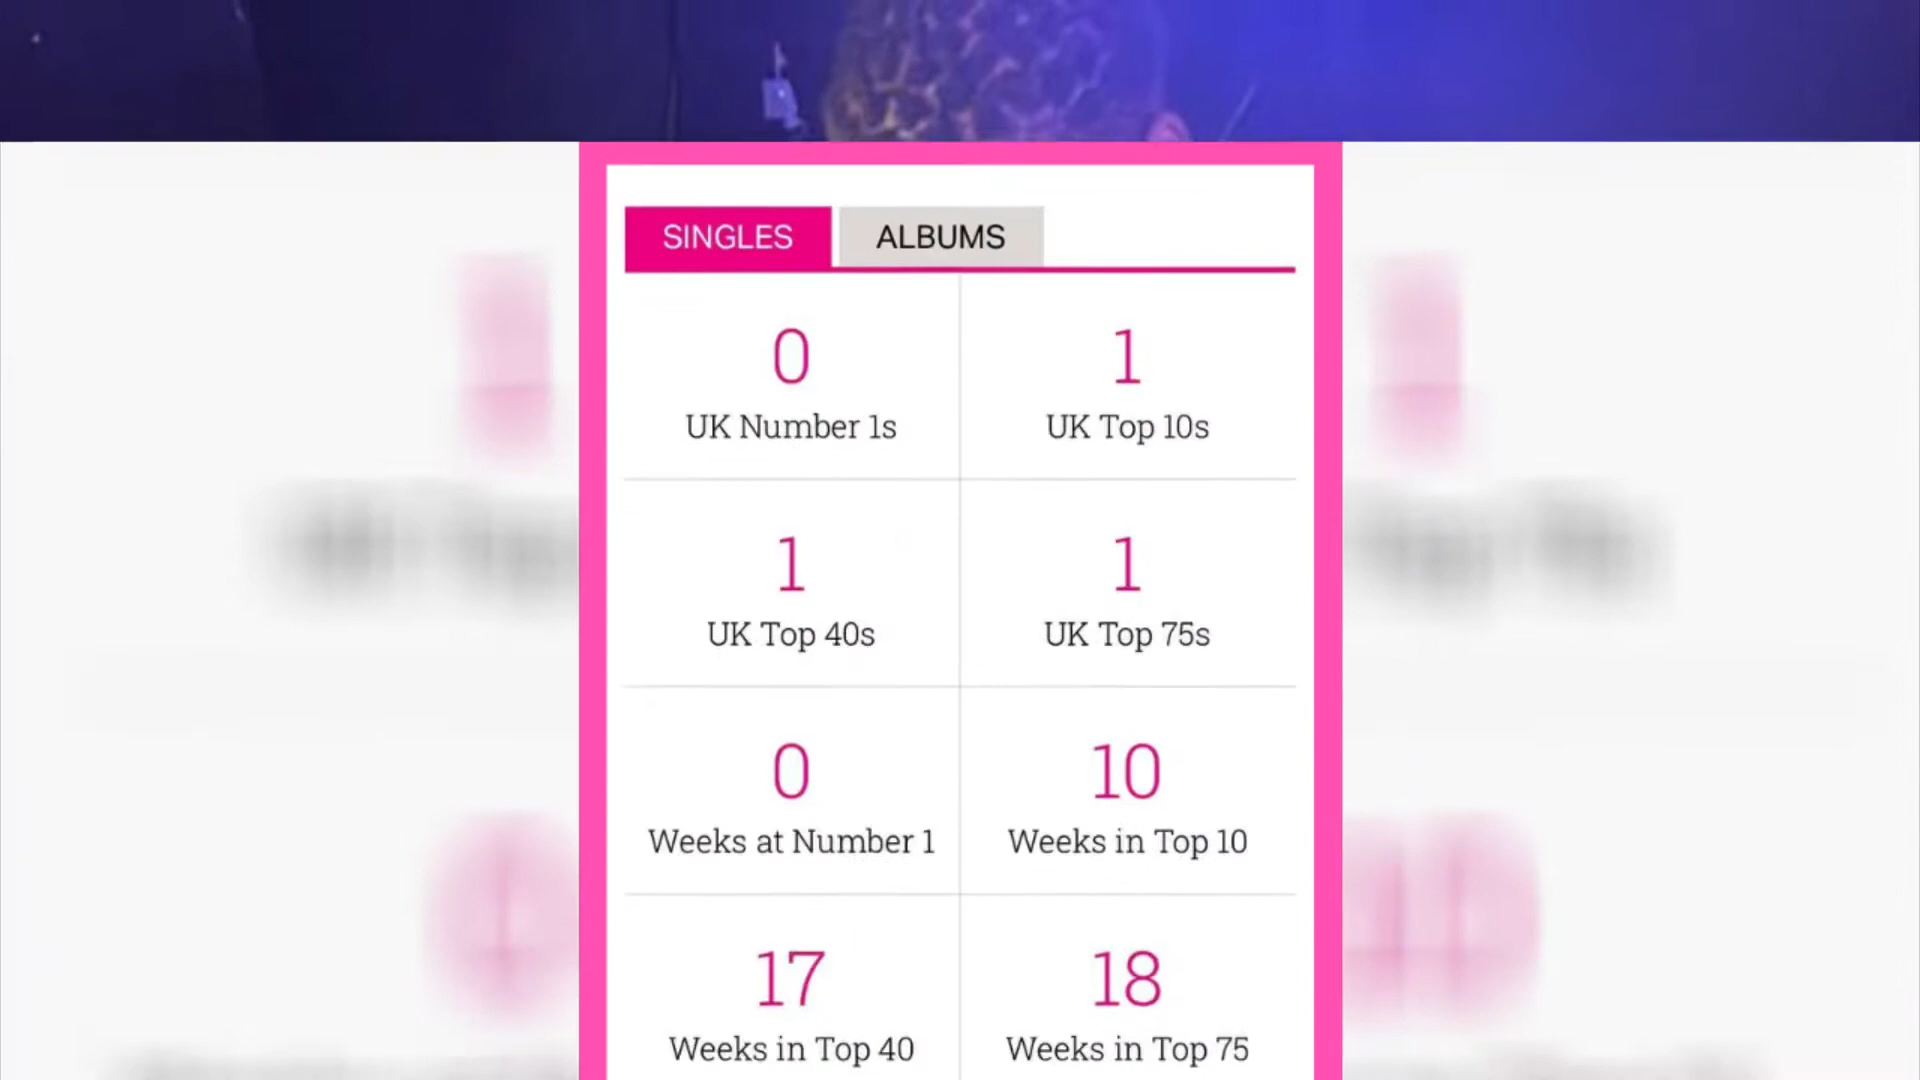 SINGLES ALBUMS
0 1
UK Number 1s UK Top 10s
1 1
UK Top 40s UK Top 75s
0 10
Weeks at Number 1 Weeks in Top 10
17 18
Weeks in Top 40 Weeks in Top 75